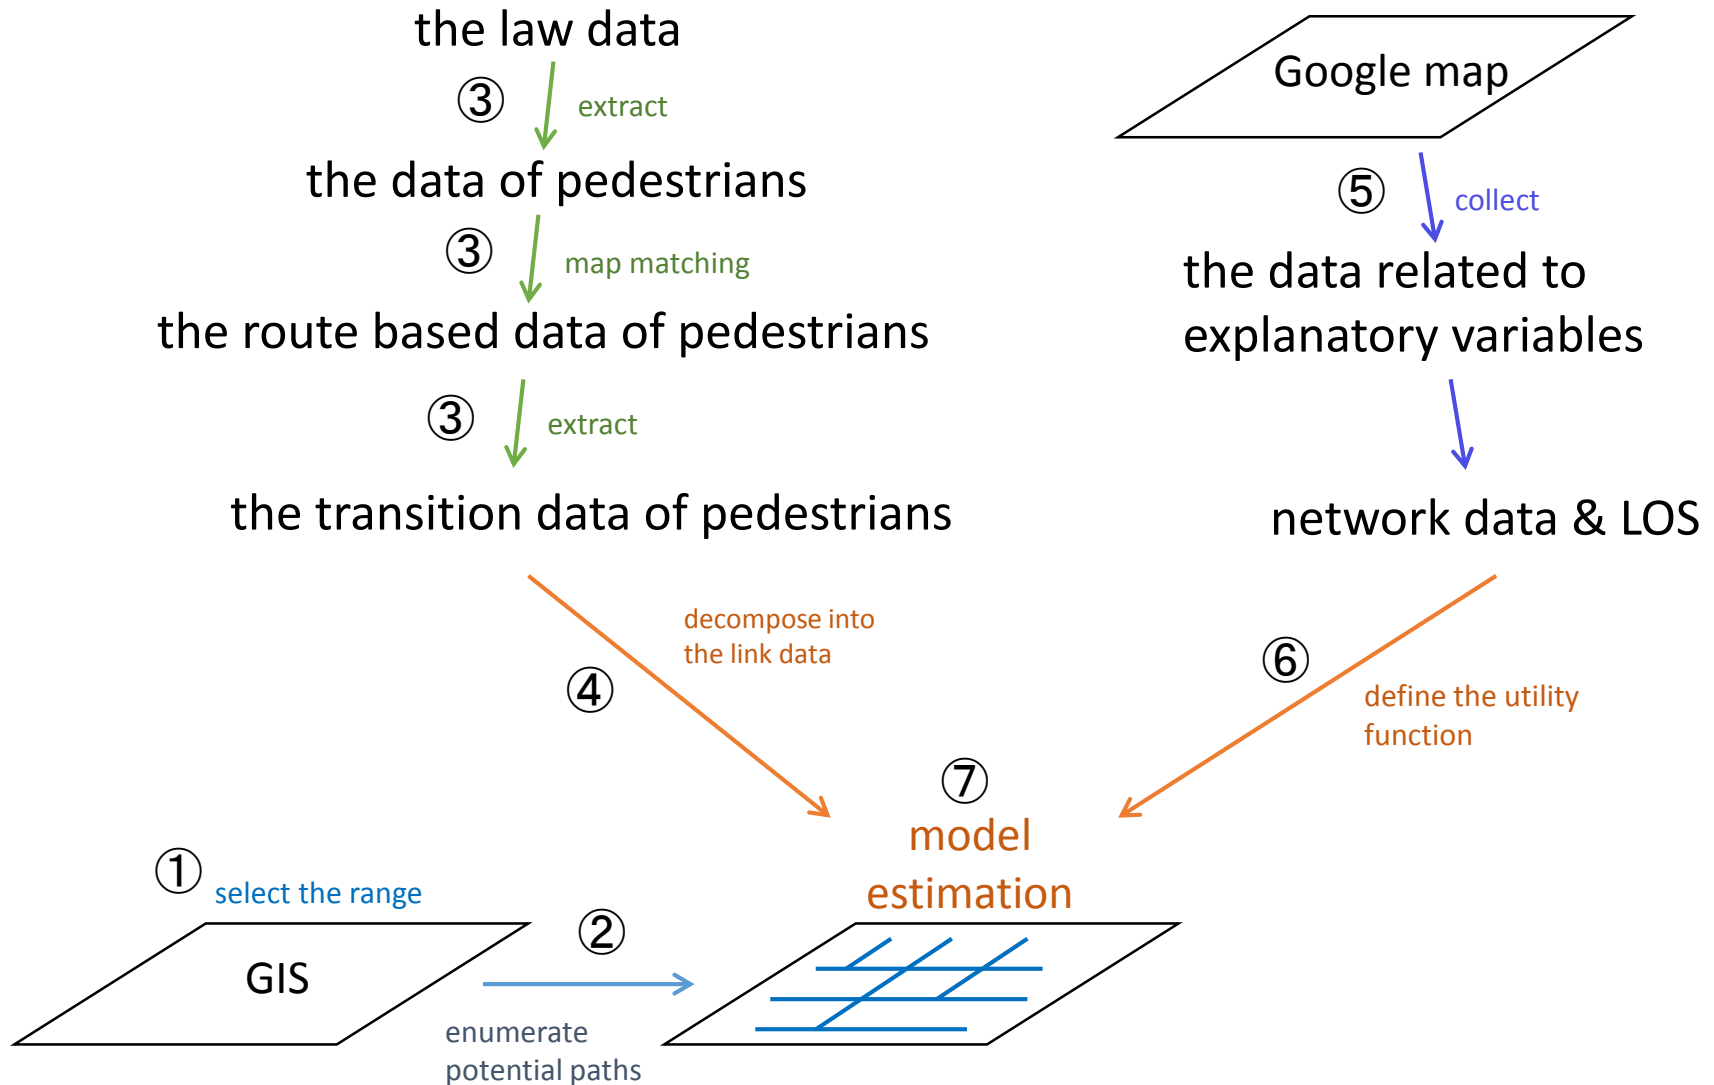 the law data
③
extract
the data of pedestrians
③
map matching
the route based data of pedestrians
③
extract
the transition data of pedestrians
④
decompose into
the link data
Google map
⑤
collect
the data related to
explanatory variables
network data & LOS
⑥
define the utility
function
⑦
model
estimation
①
select the range
GIS
②
enumerate
potential paths